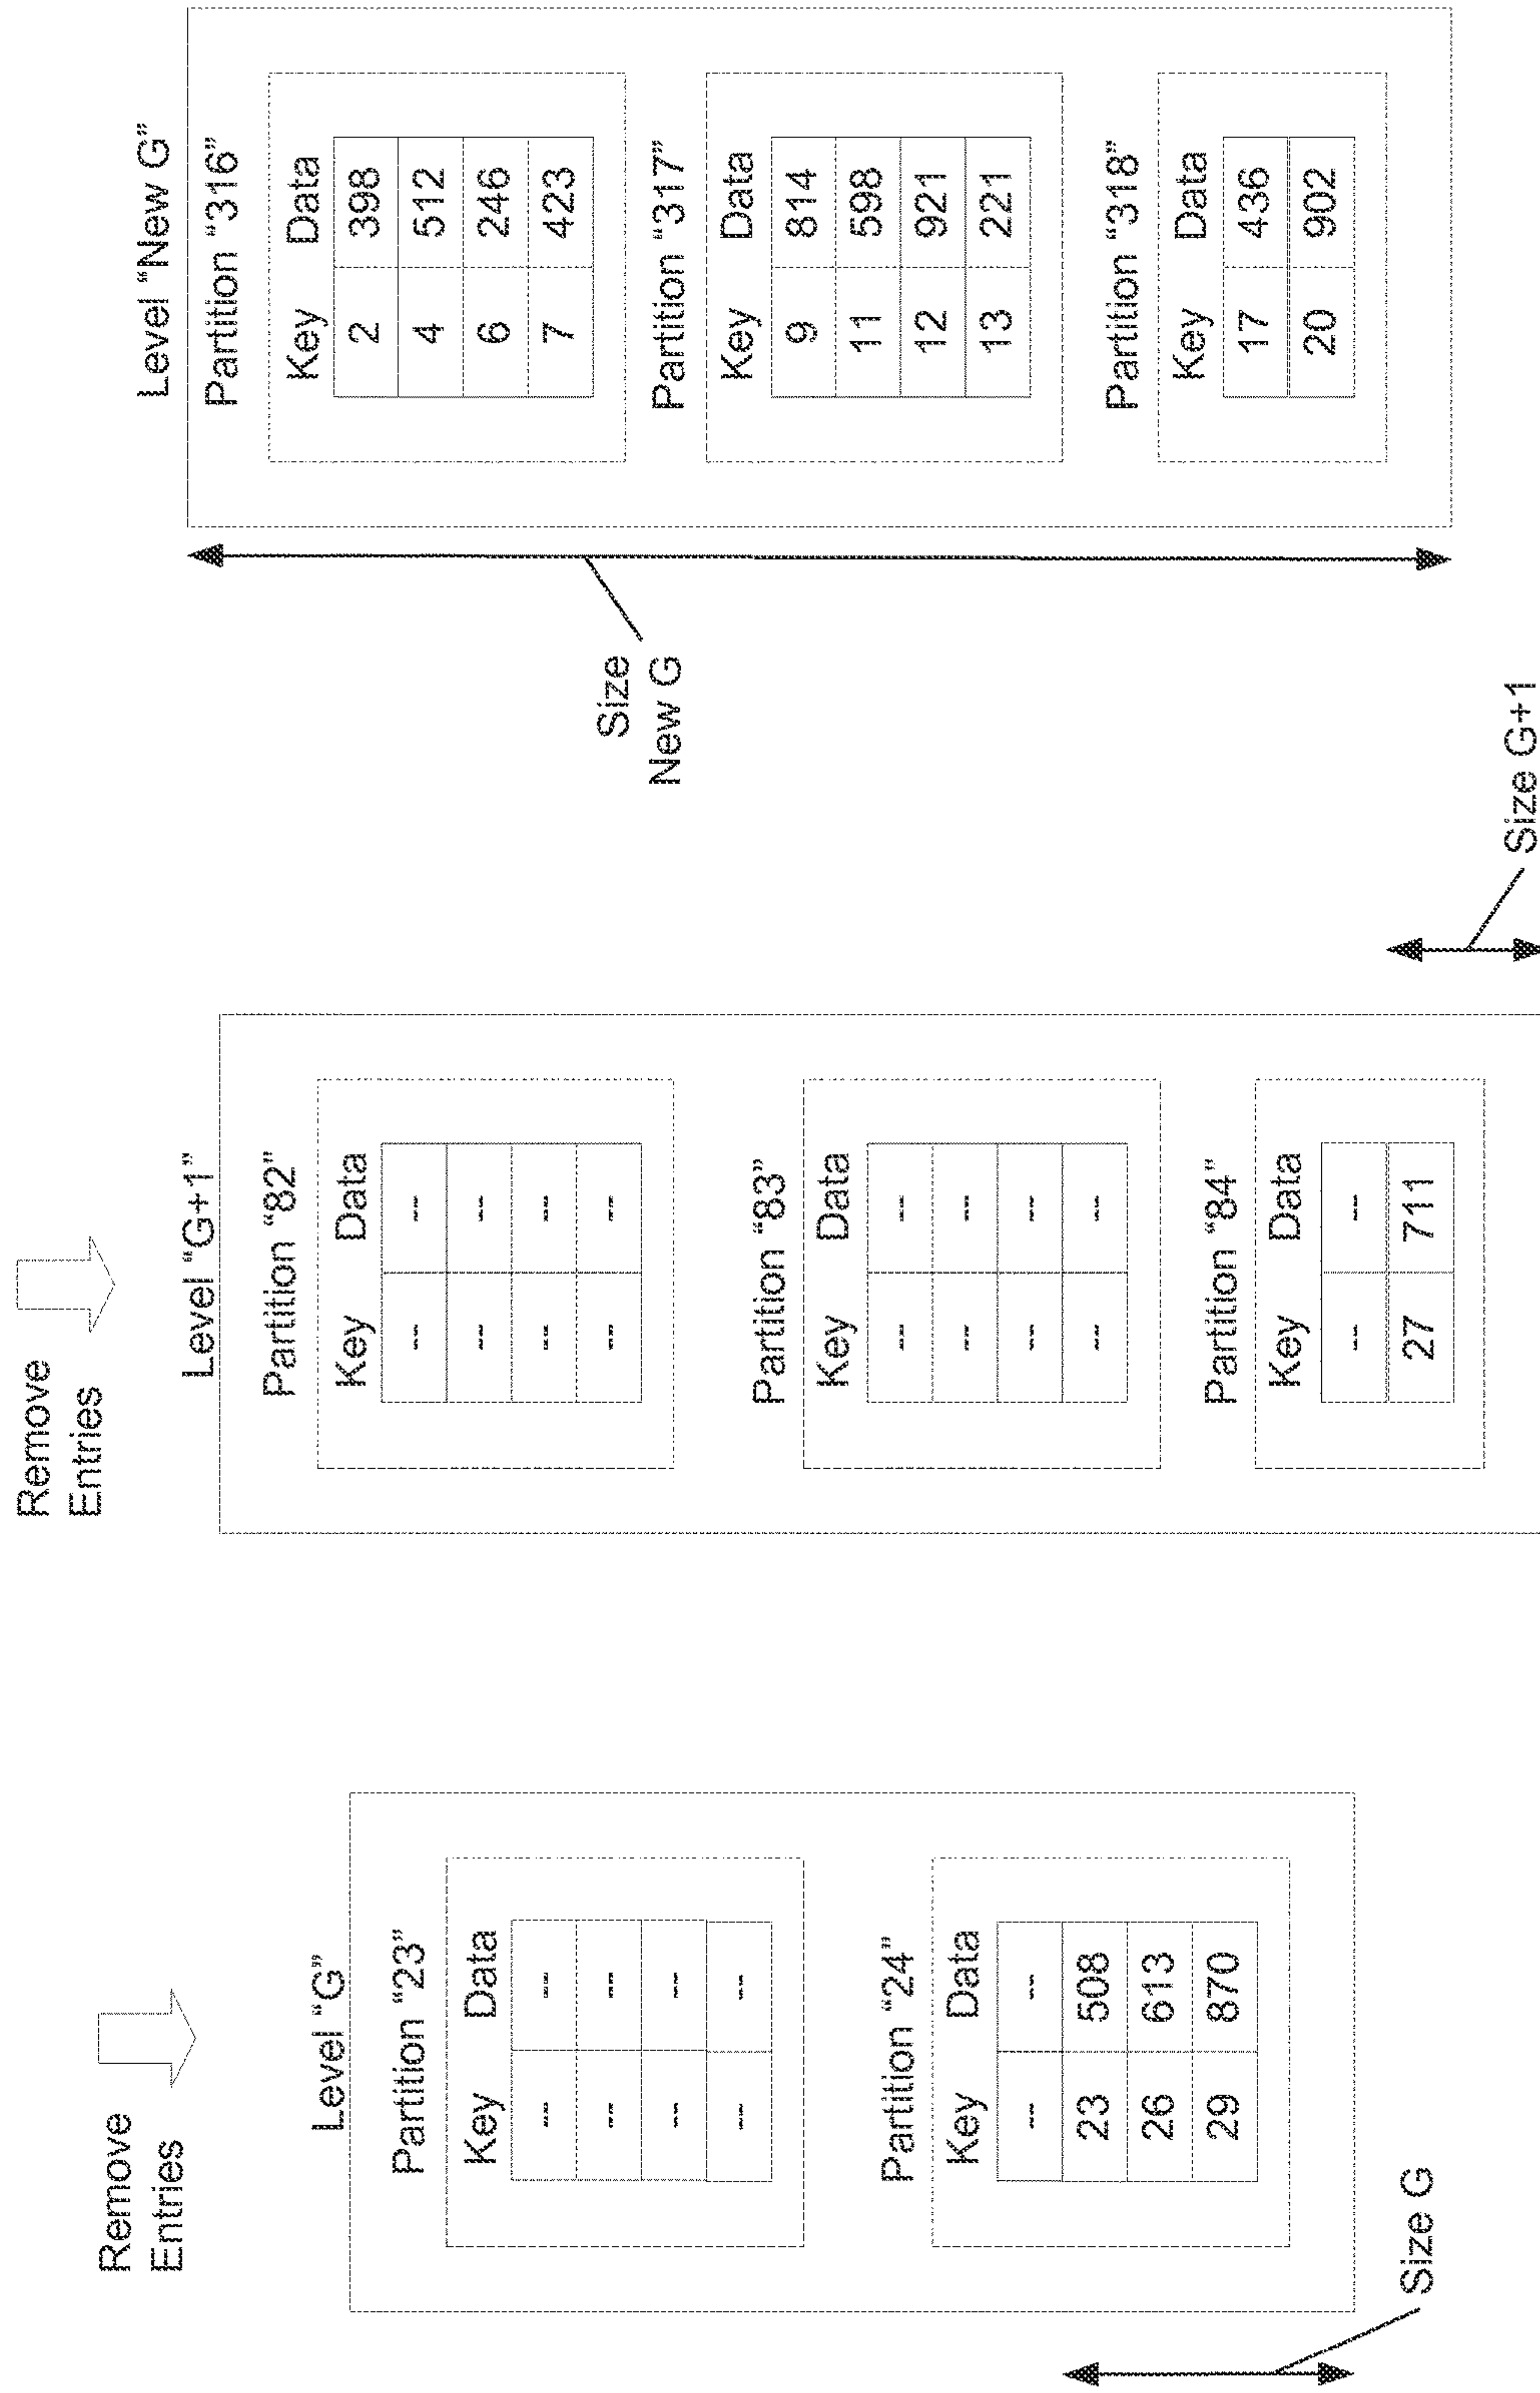 Remove
Entries
Level “G”
Partition “23”
Key Data
-- --
-- --
-- --
-- --
Partition “24”
Key Data
-- --
23 508
26 613
29 870
Size G
Remove
Entries
Level “G+1”
Partition “82”
Key Data
-- --
-- --
-- --
-- --
Partition “83”
Key Data
-- --
-- --
-- --
-- --
Partition “84”
Key Data
-- --
27 711
Size G+1
Size
New G
Level “New G”
Partition “316”
Key Data
2 398
4 512
6 246
7 423
Partition “317”
Key Data
9 814
11 598
12 921
13 221
Partition “318”
Key Data
17 436
20 902